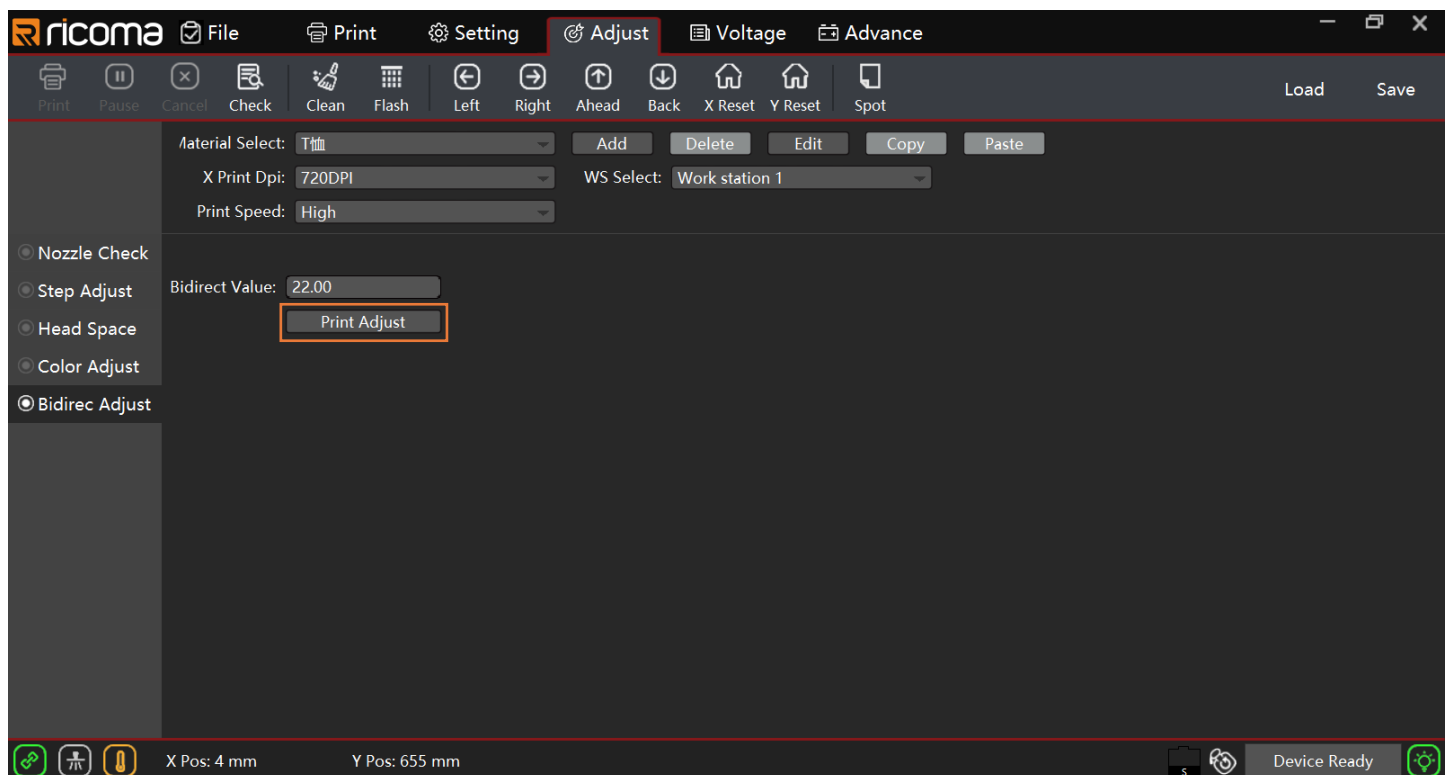 ricoma File Print Setting Adjust Voltage Advance
Print Pause Cancel Check Clean Flash Left Right Ahead Back X Reset Y Reset Spot Load Save
Material Select: T恤 Add Delete Edit Copy Paste
X Print Dpi: 720DPI WS Select: Work station 1
Print Speed: High
Nozzle Check
Step Adjust
Bidirect Value: 22.00
Print Adjust
Head Space
Color Adjust
Bidirec Adjust
X Pos: 4 mm Y Pos: 655 mm S Device Ready